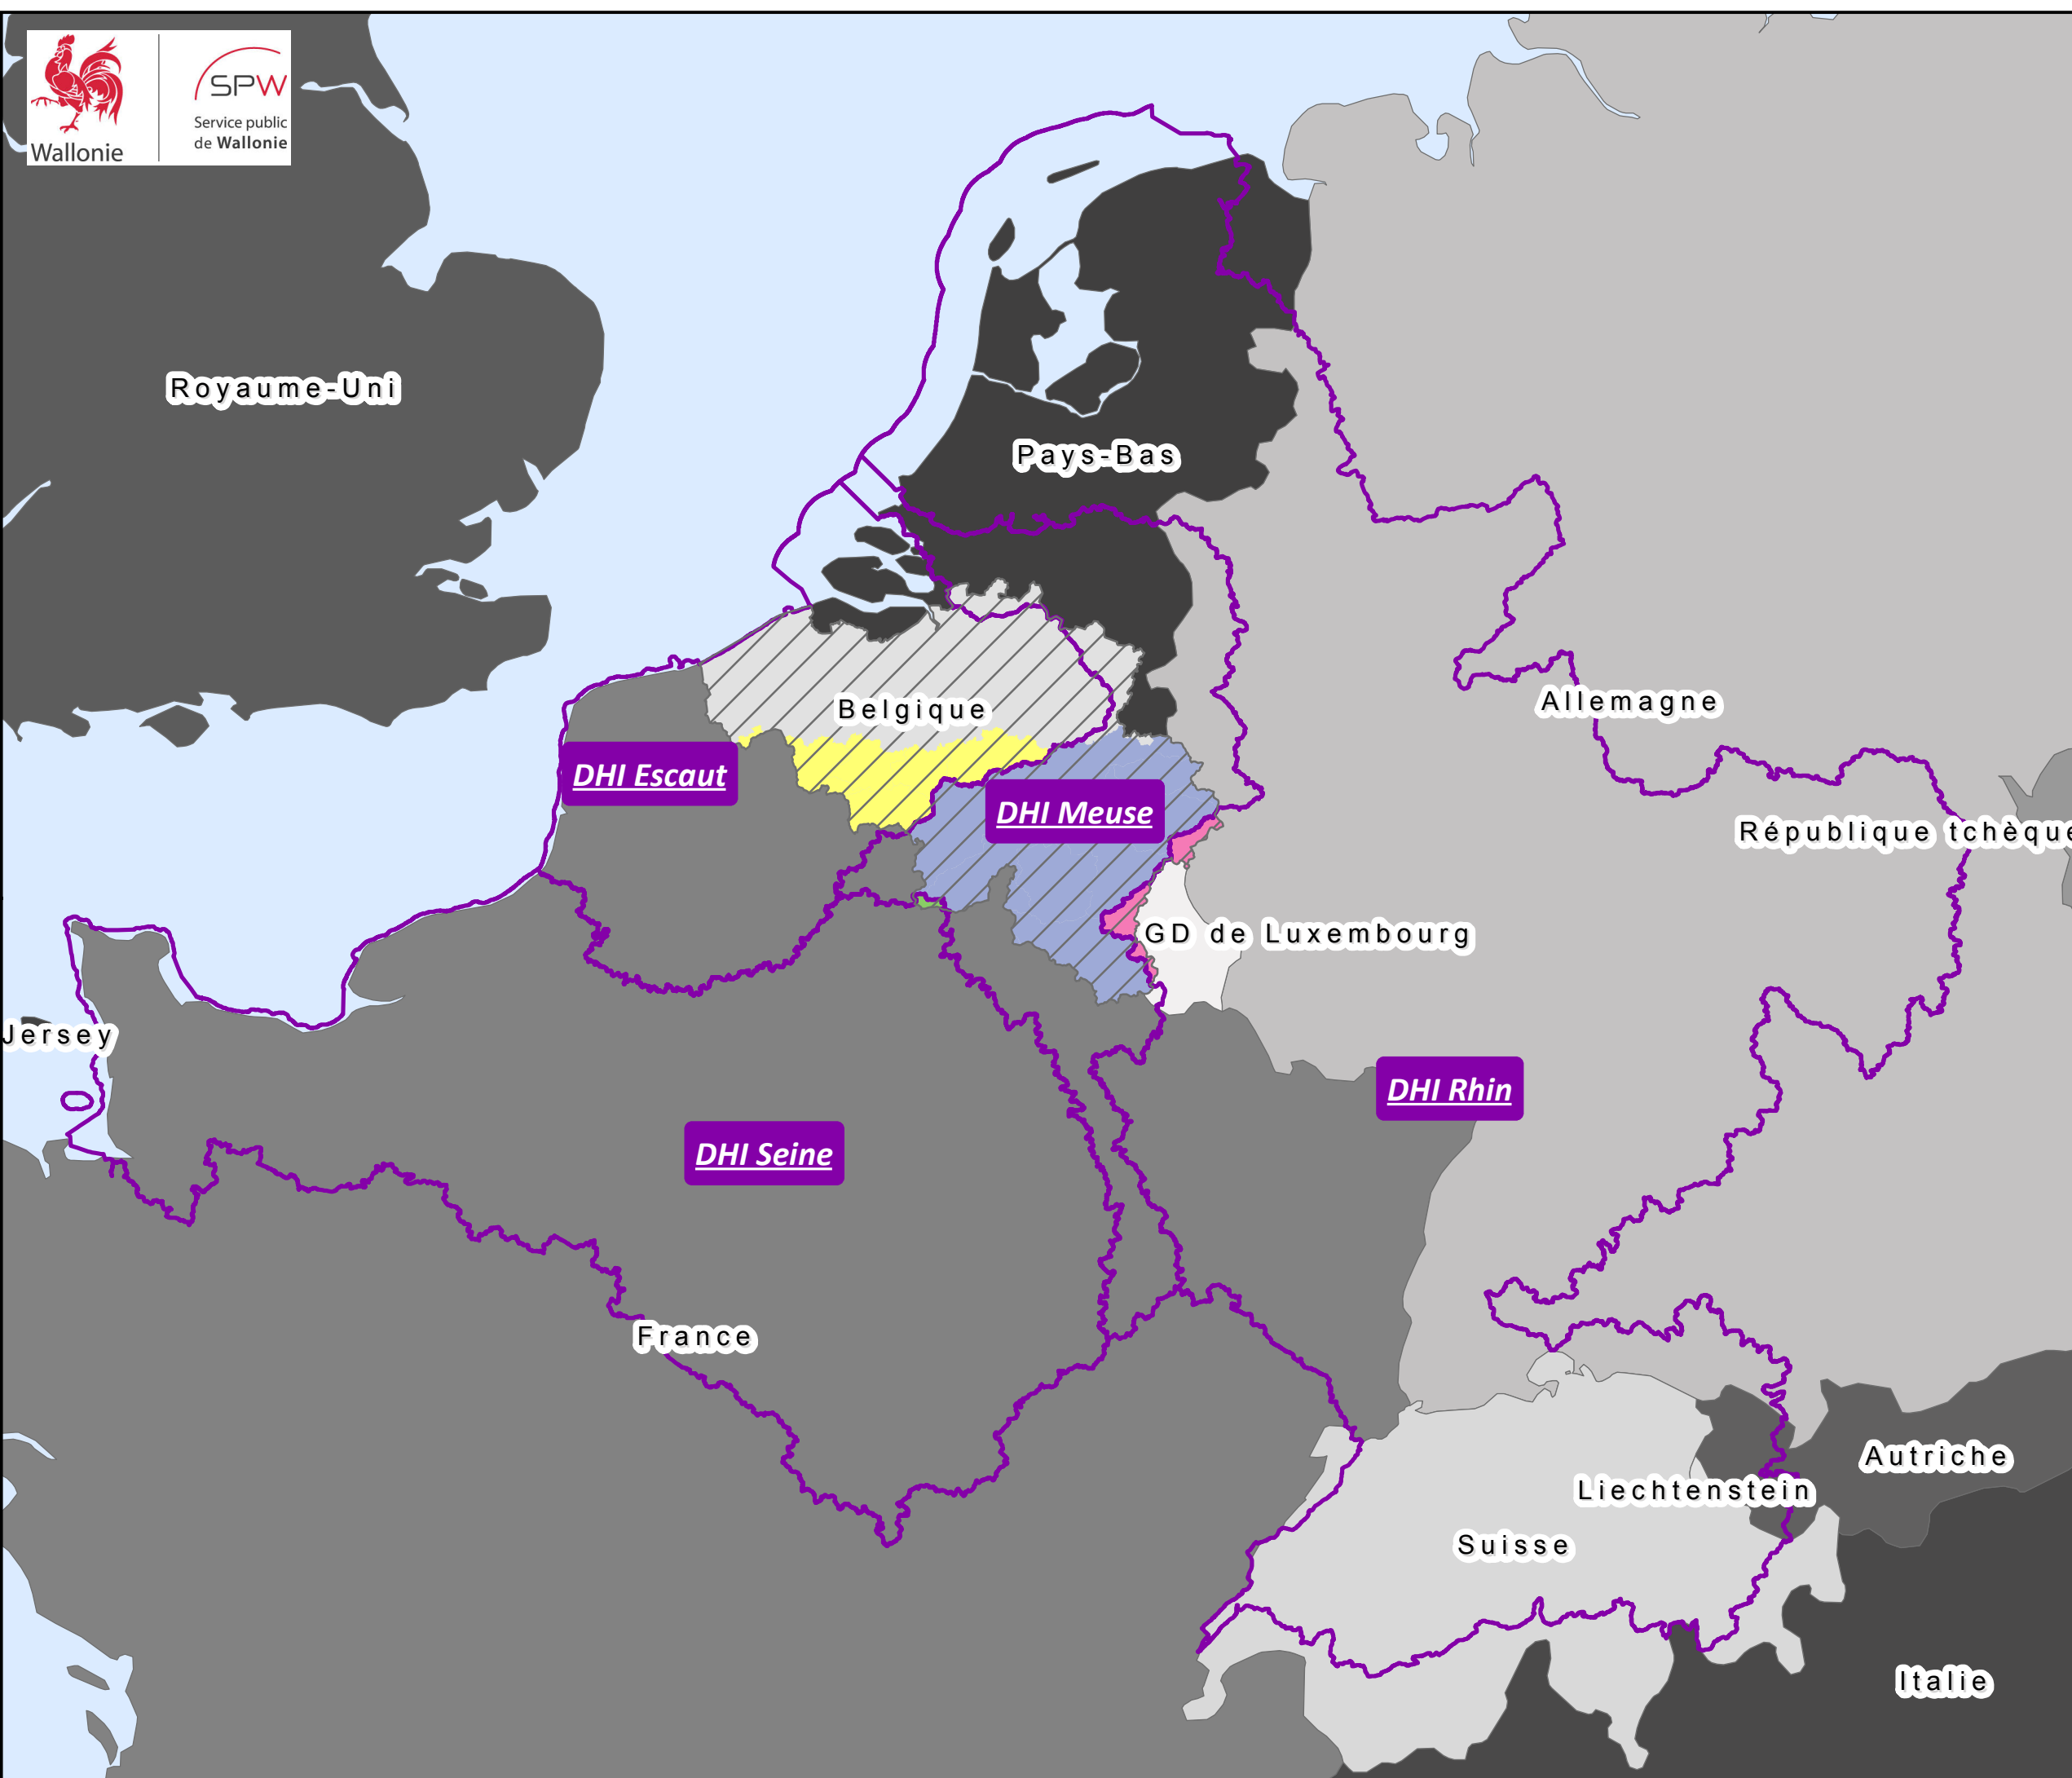 Wallonie
SPW
Service public
de Wallonie
Royaume-Uni
Pays-Bas
Allemagne
Belgique
DHI Escaut
DHI Meuse
République tchèque
GD de Luxembourg
Jersey
DHI Rhin
DHI Seine
France
Autriche
Liechtenstein
Suisse
Italie